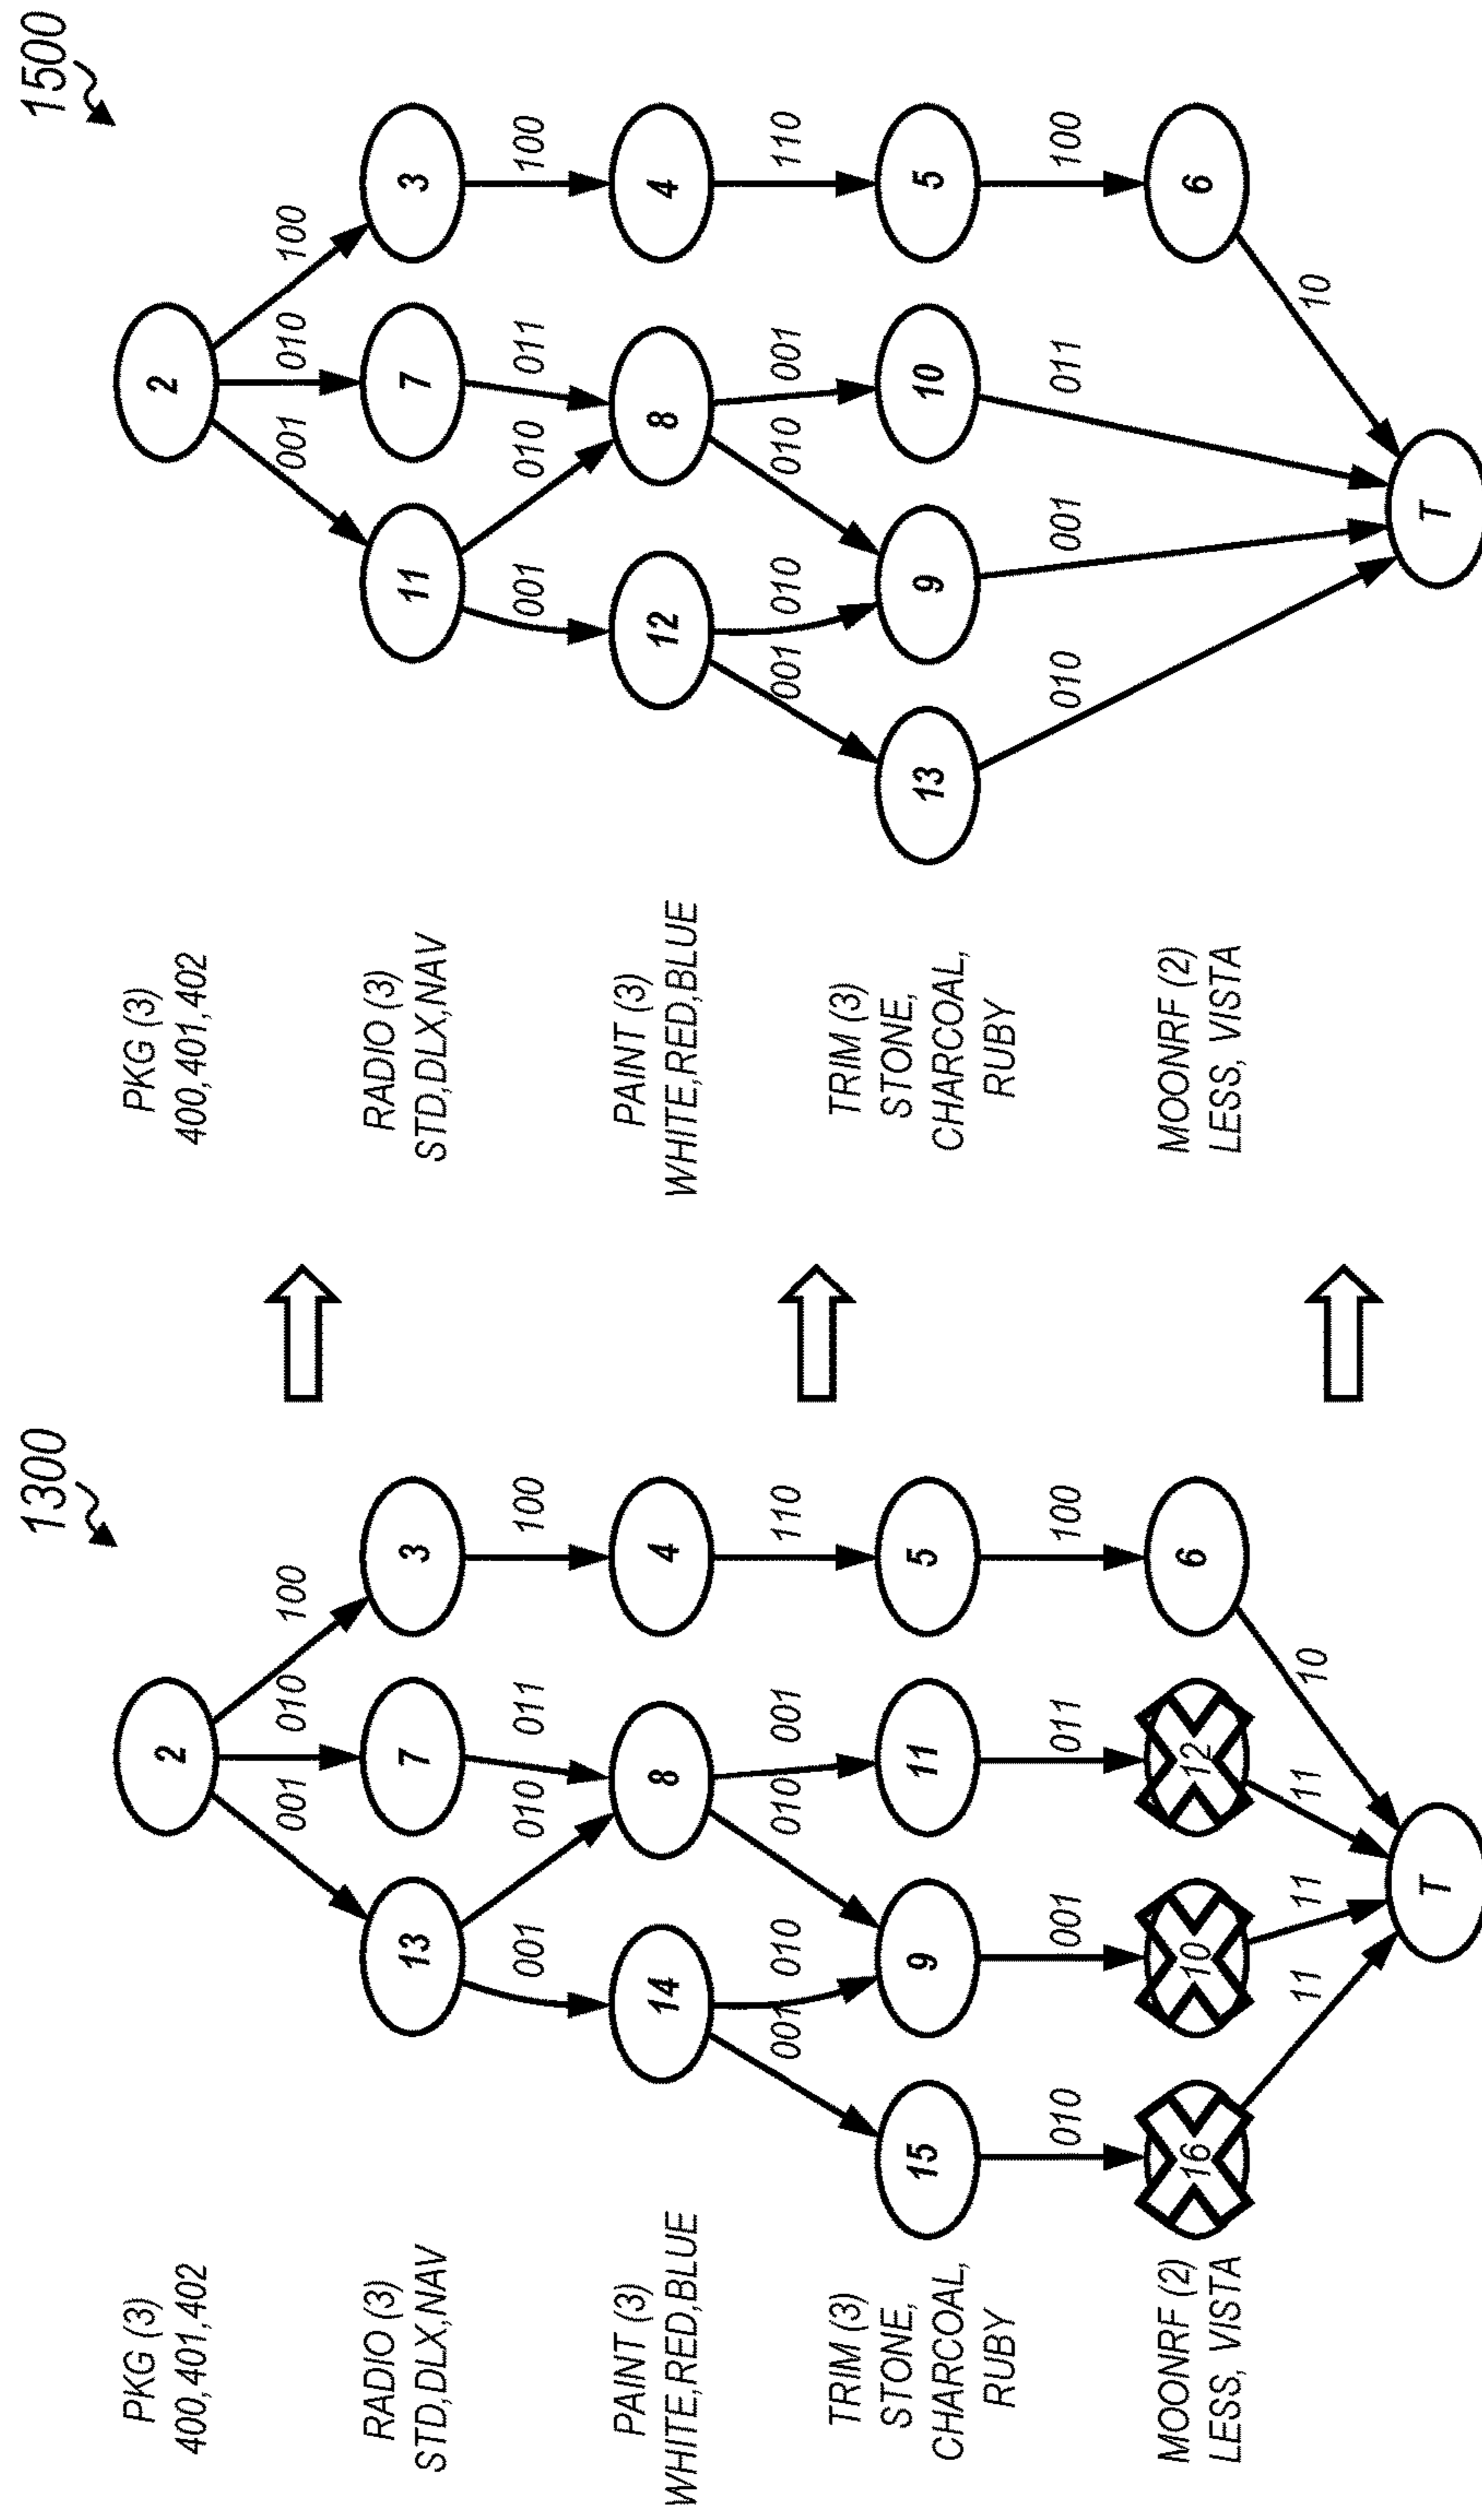 1300
PKG (3)
400,401,402
2
001 010 100
RADIO (3)
STD,DLX,NAV
13 7 3
001 010 011 100
PAINT (3)
WHITE,RED,BLUE
14 8 4
001 010 010 001 110
TRIM (3)
STONE,
CHARCOAL,
RUBY
15 9 11 5
010 001 011 100
MOONRF (2)
LESS, VISTA
16 10 12 6
11 11 11 10
T
1500
PKG (3)
400,401,402
2
001 010 100
RADIO (3)
STD,DLX,NAV
11 7 3
001 010 011 100
PAINT (3)
WHITE,RED,BLUE
12 8 4
001 010 010 001 110
TRIM (3)
STONE,
CHARCOAL,
RUBY
13 9 10 5
010 001 011 100
MOONRF (2)
LESS, VISTA
6
10
T